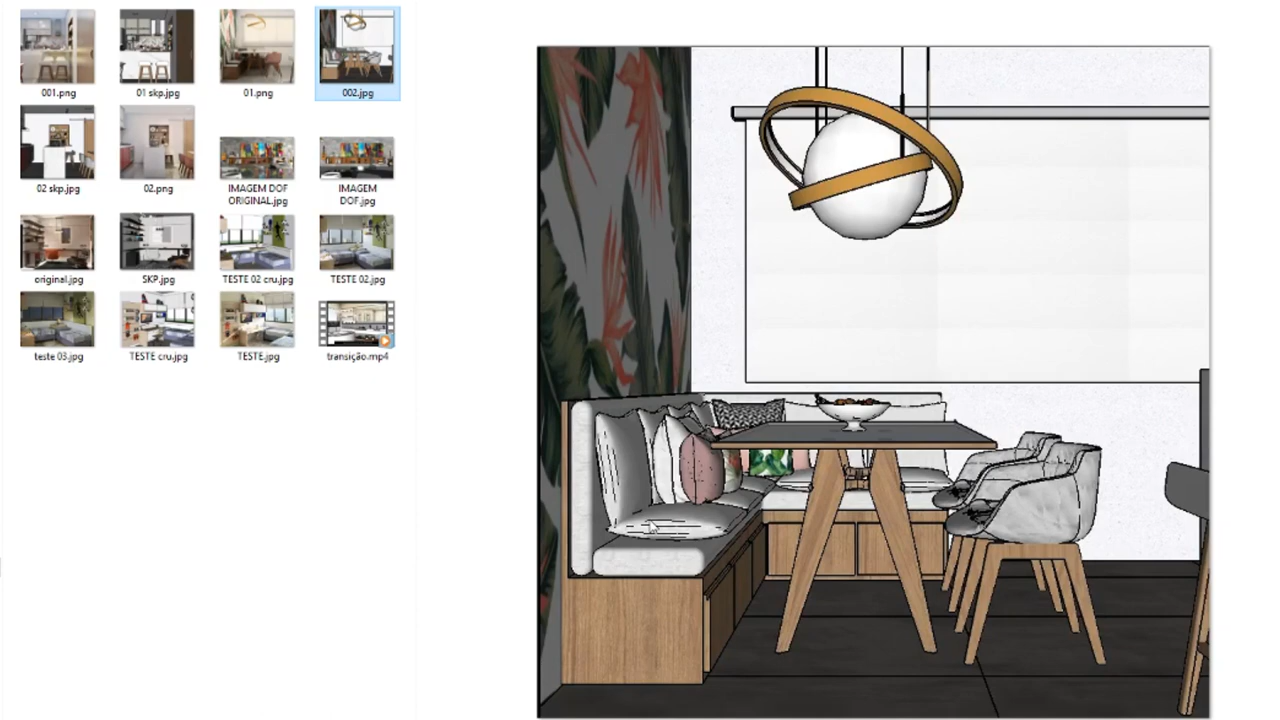 001.png
01 skp.jpg
01.png
002.jpg
02 skp.jpg
02.png
IMAGEM DOF
ORIGINAL.jpg
IMAGEM
DOF.jpg
original.jpg
SKP.jpg
TESTE 02 cru.jpg
TESTE 02.jpg
teste 03.jpg
TESTE cru.jpg
TESTE.jpg
transição.mp4